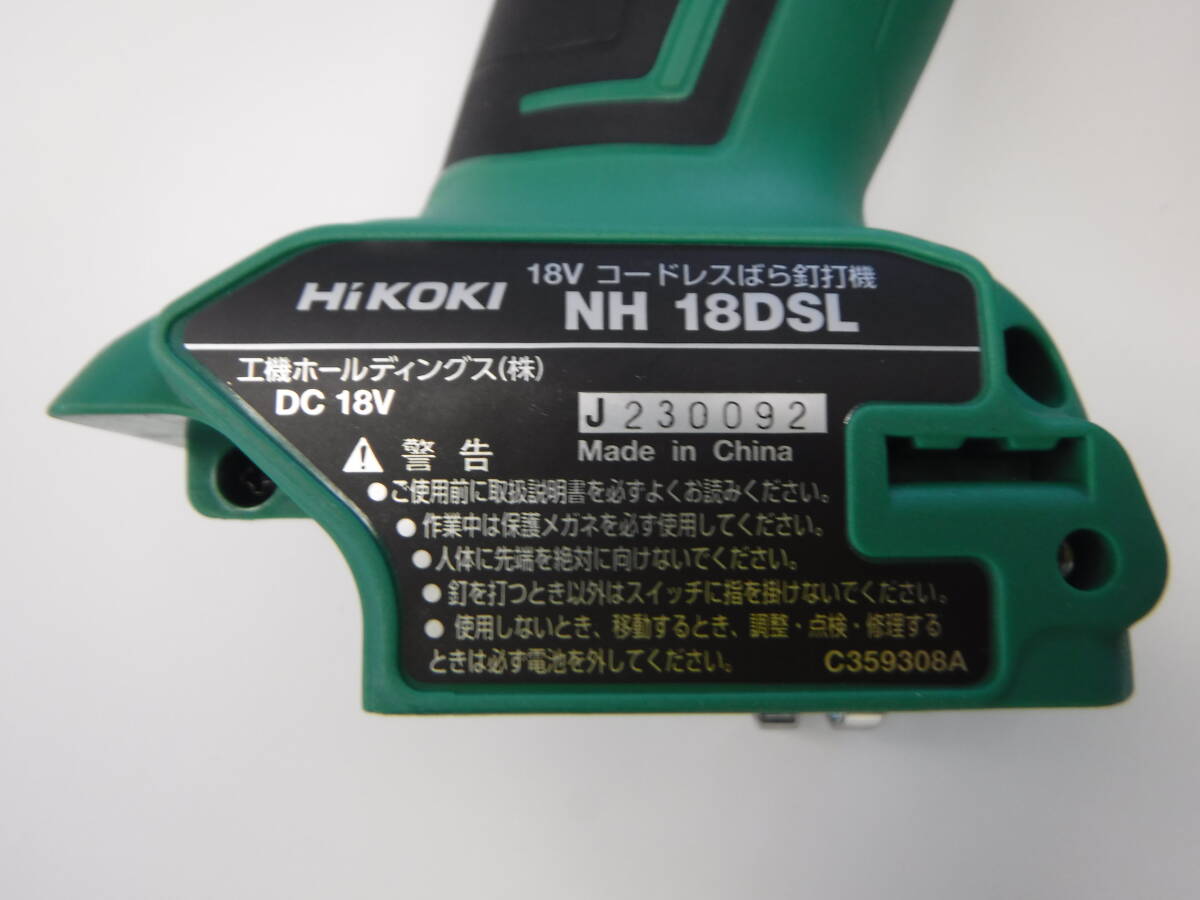 HiKOKI
18V コードレスばら釘打機
NH 18DSL
工機ホールディングス(株)
DC 18V
J230092
Made in China
警告
●ご使用前に取扱説明書を必ずよくお読みください。
●作業中は保護メガネを必ず使用してください。
●人体に先端を絶対に向けないでください。
●釘を打つとき以外はスイッチに指を掛けないでください。
●使用しないとき、移動するとき、調整・点検・修理する
ときは必ず電池を外してください。
C359308A